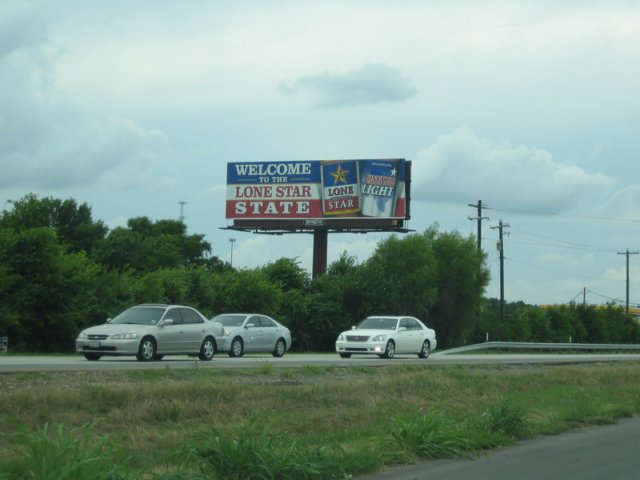 WELCOME
TO THE
LONE STAR
STATE
LONE
STAR
LIGHT